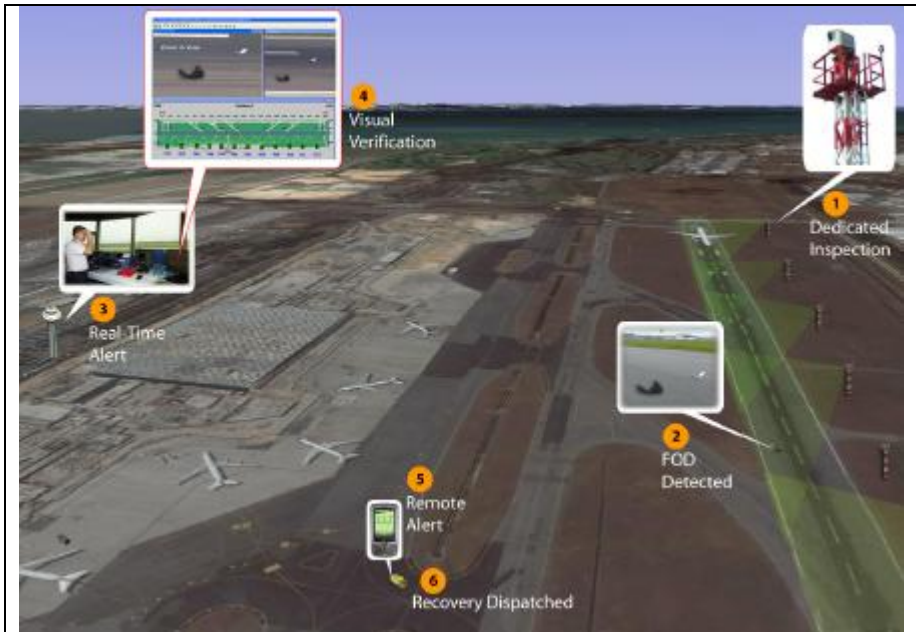 1
Dedicated
Inspection
2
FOD
Detected
3
Real-Time
Alert
4
Visual
Verification
5
Remote
Alert
6
Recovery Dispatched